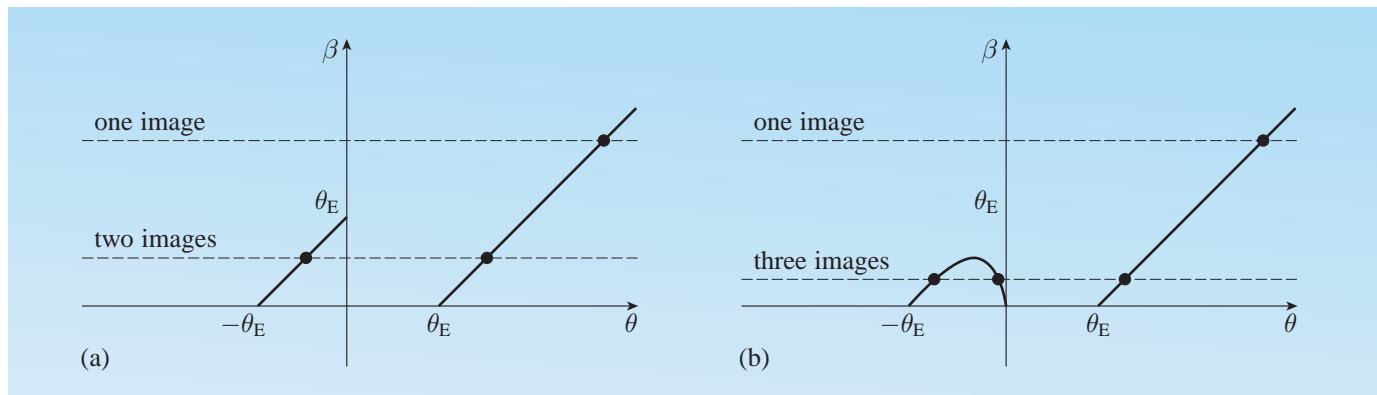 β
one image
θE
two images
−θE
θE
θ
(a)
β
one image
θE
three images
−θE
θE
θ
(b)